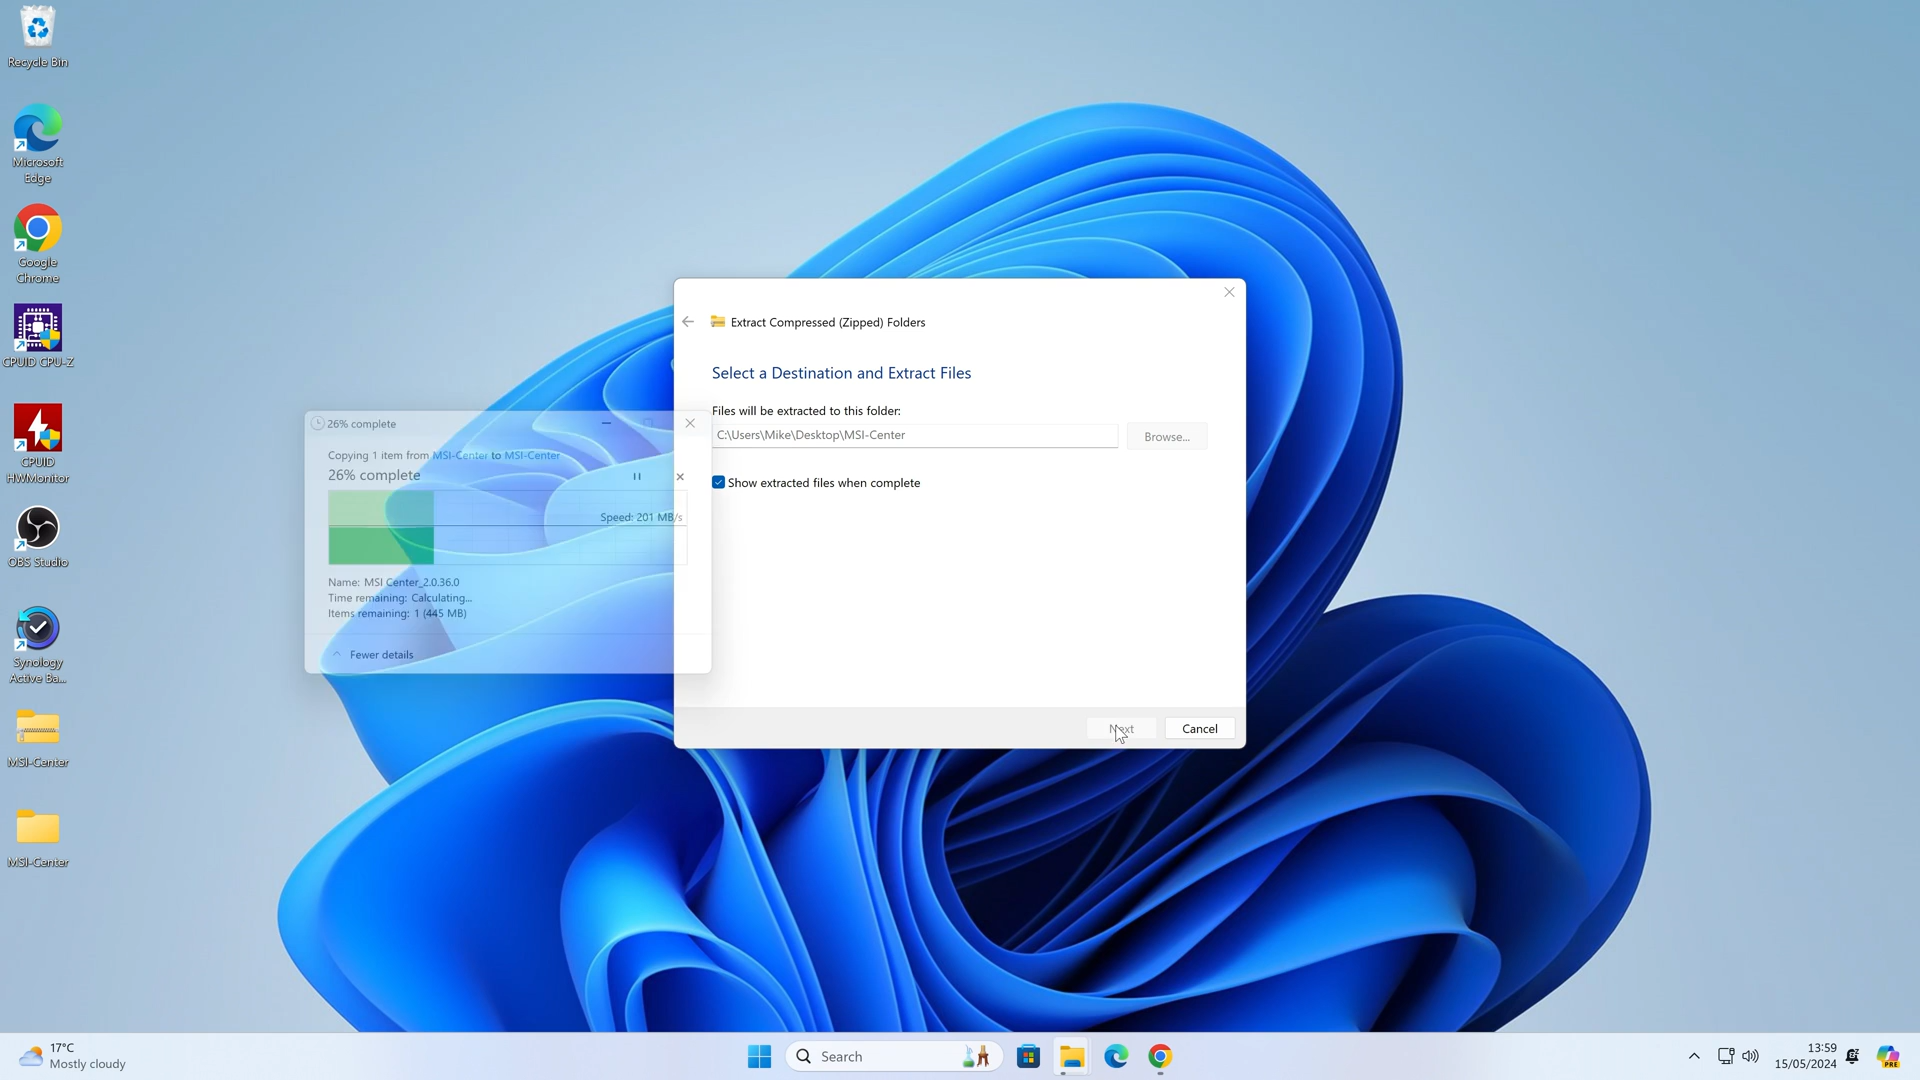 Recycle Bin
Microsoft
Edge
Google
Chrome
CPUID CPU-Z
CPUID
HWMonitor
OBS Studio
Synology
Active Ba...
MSI-Center
MSI-Center
26% complete
Copying 1 item from MSI-Center to MSI-Center
26% complete
Speed: 201 MB/s
Name: MSI Center_2.0.36.0
Time remaining: Calculating...
Items remaining: 1 (445 MB)
Fewer details
Extract Compressed (Zipped) Folders
Select a Destination and Extract Files
Files will be extracted to this folder:
C:\Users\Mike\Desktop\MSI-Center
Browse...
Show extracted files when complete
Next
Cancel
17°C
Mostly cloudy
Search
13:59
15/05/2024
PRE